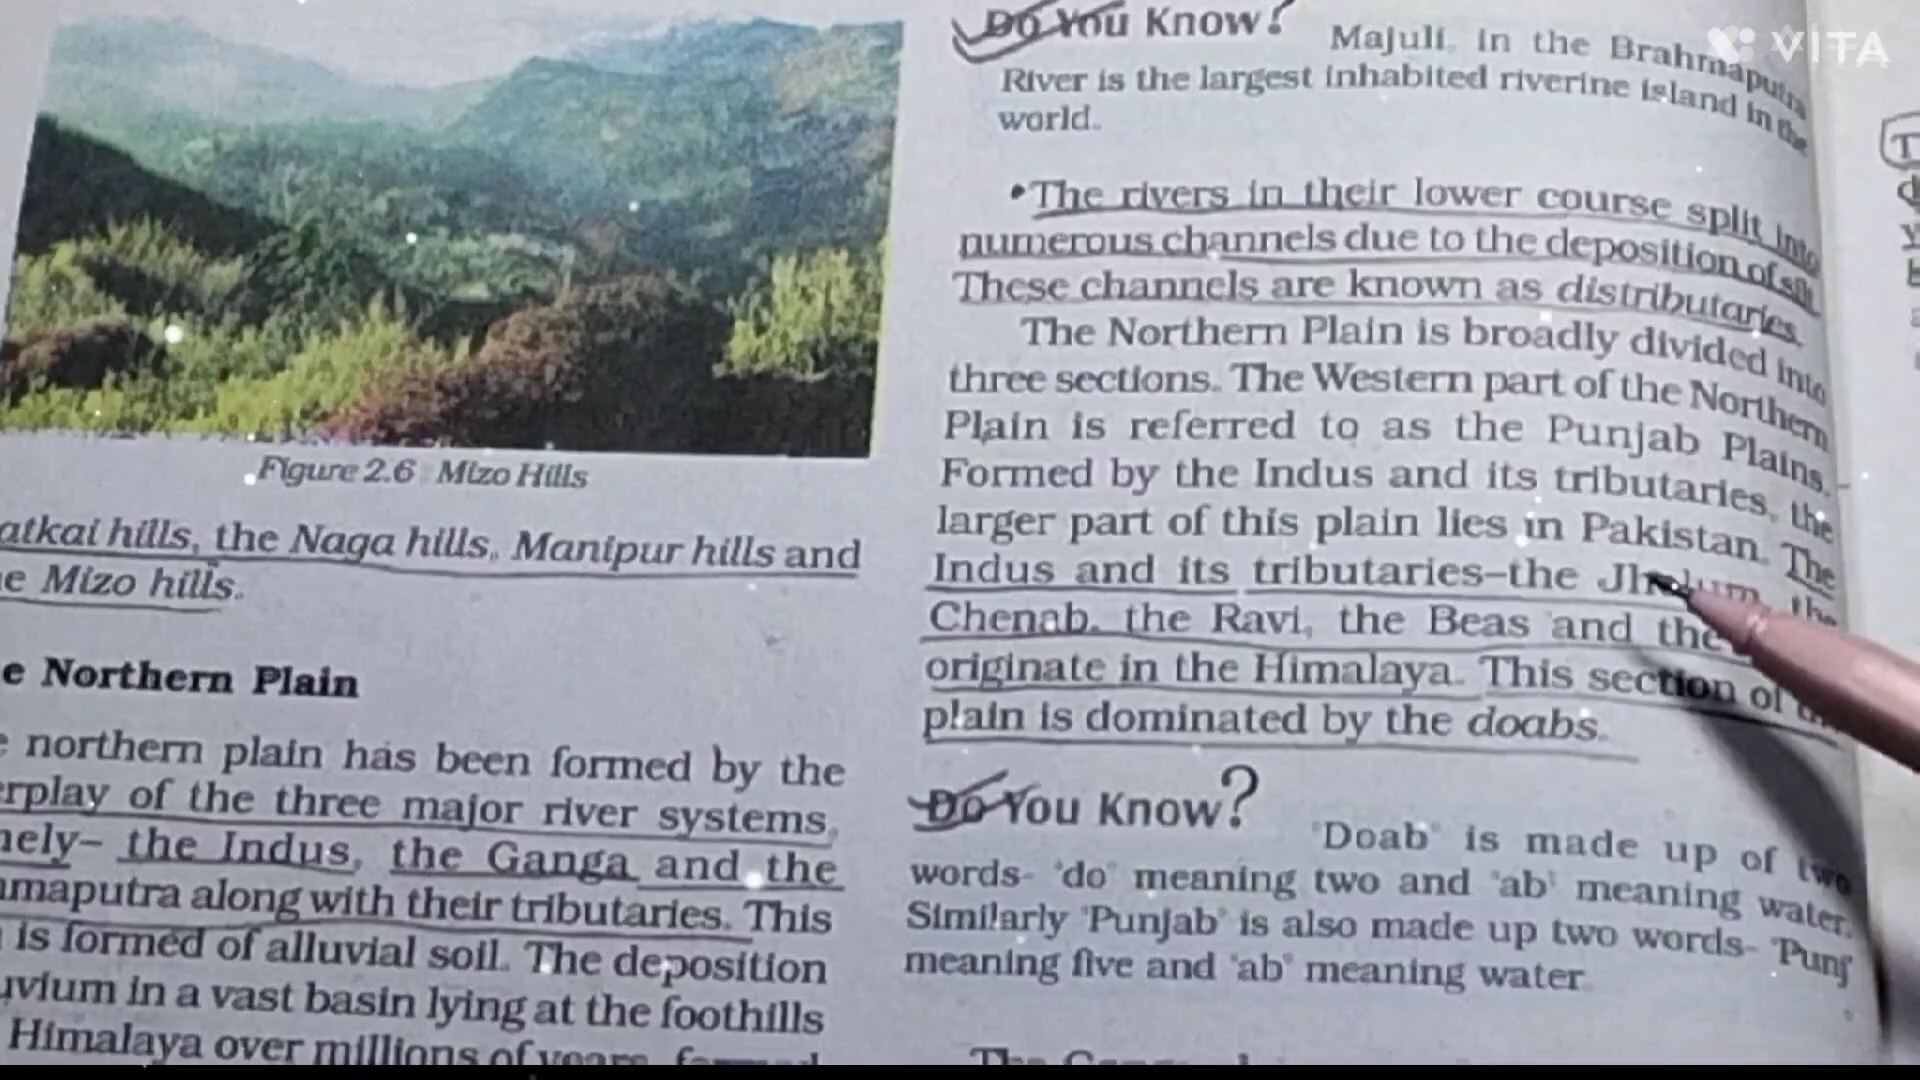 Figure 2.6 Mizo Hills
atkai hills, the Naga hills, Manipur hills and
e Mizo hills.
e Northern Plain
northern plain has been formed by the
rplay of the three major river systems,
nely– the Indus, the Ganga and the
maputra along with their tributaries. This
is formed of alluvial soil. The deposition
uvium in a vast basin lying at the foothills
Himalaya over millions of years,
Do You Know?
Majuli, in the Brahmaputra
River is the largest inhabited riverine island in the
world.
•The rivers in their lower course split into
numerous channels due to the deposition of silt.
These channels are known as distributaries.
The Northern Plain is broadly divided into
three sections. The Western part of the Northern
Plain is referred to as the Punjab Plains.
Formed by the Indus and its tributaries, the
larger part of this plain lies in Pakistan. The
Indus and its tributaries–the Jhelum, the
Chenab, the Ravi, the Beas and the
originate in the Himalaya. This section of
plain is dominated by the doabs.
Do You Know?
'Doab' is made up of two
words- 'do' meaning two and 'ab' meaning water.
Similarly 'Punjab' is also made up two words- 'Punj'
meaning five and 'ab' meaning water.
VITA